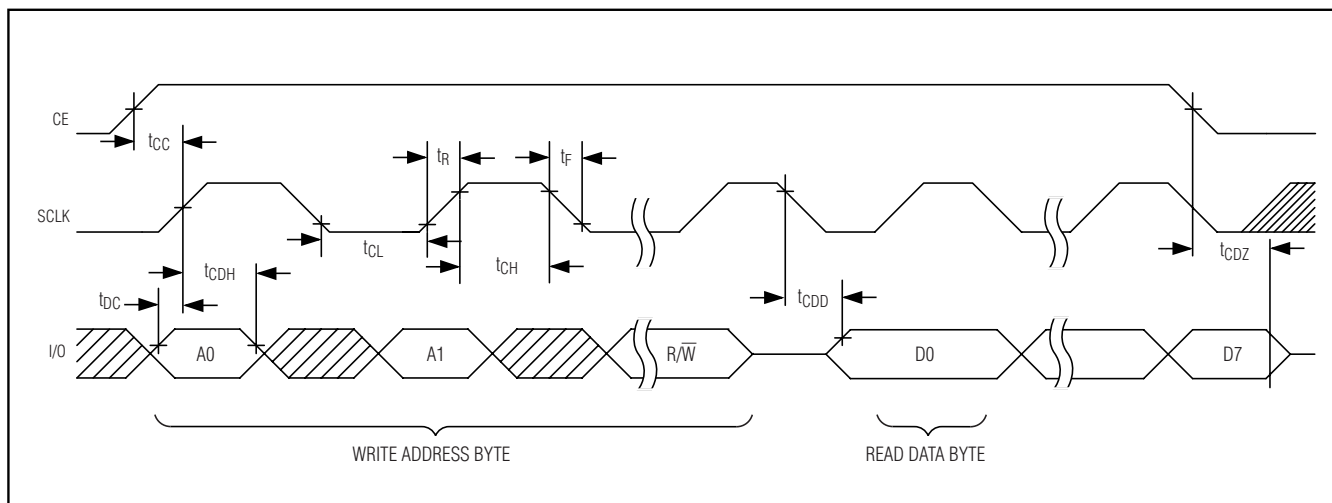 CE
tCC
tR
tF
SCLK
tCL
tCH
tCDH
tCDZ
tDC
tCDD
I/O
A0
A1
R/W̅
D0
D7
WRITE ADDRESS BYTE
READ DATA BYTE